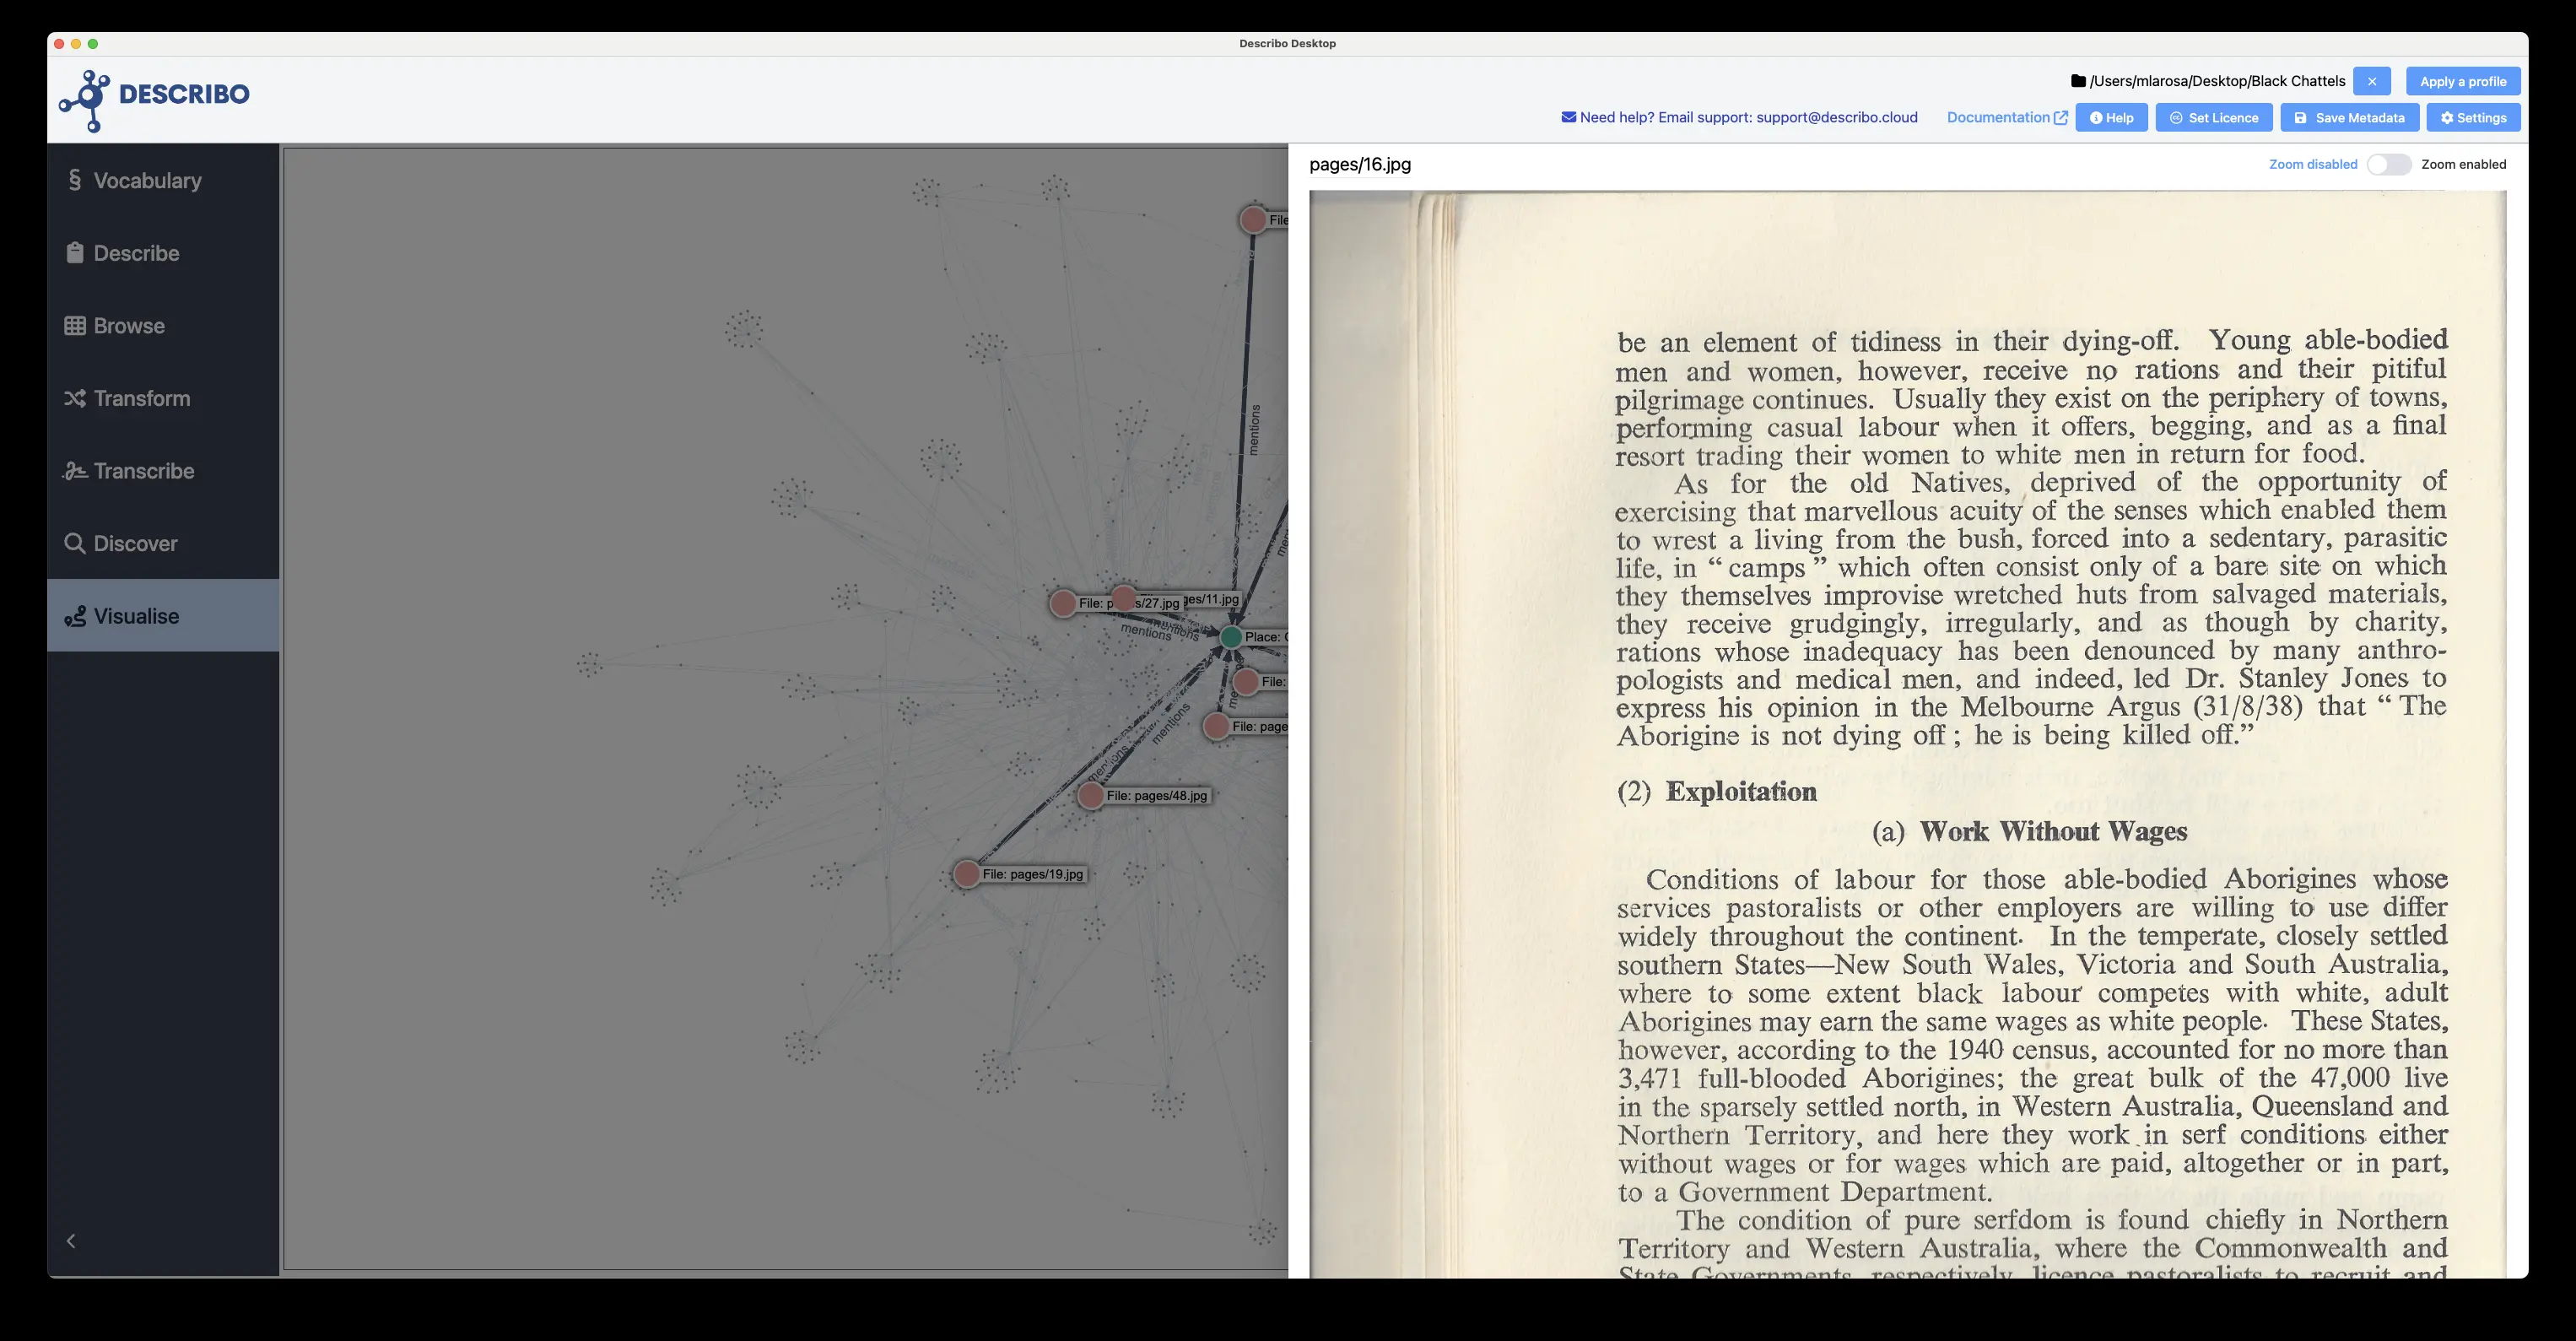 Describo Desktop
DESCRIBO
/Users/mlarosa/Desktop/Black Chattels
×
Apply a profile
Need help? Email support: support@describo.cloud
Documentation
Help
Set Licence
Save Metadata
Settings
§ Vocabulary
Describe
Browse
Transform
Transcribe
Discover
Visualise
File
mentions
File: pages/27.jpg
ges/11.jpg
mentions
mentions
Place:
File:
File: page
mentions
mentions
File: pages/48.jpg
File: pages/19.jpg
pages/16.jpg
Zoom disabled
Zoom enabled
be an element of tidiness in their dying-off. Young able-bodied
men and women, however, receive no rations and their pitiful
pilgrimage continues. Usually they exist on the periphery of towns,
performing casual labour when it offers, begging, and as a final
resort trading their women to white men in return for food.
As for the old Natives, deprived of the opportunity of
exercising that marvellous acuity of the senses which enabled them
to wrest a living from the bush, forced into a sedentary, parasitic
life, in “ camps ” which often consist only of a bare site on which
they themselves improvise wretched huts from salvaged materials,
they receive grudgingly, irregularly, and as though by charity,
rations whose inadequacy has been denounced by many anthro-
pologists and medical men, and indeed, led Dr. Stanley Jones to
express his opinion in the Melbourne Argus (31/8/38) that “ The
Aborigine is not dying off ; he is being killed off.”
(2) Exploitation
(a) Work Without Wages
Conditions of labour for those able-bodied Aborigines whose
services pastoralists or other employers are willing to use differ
widely throughout the continent. In the temperate, closely settled
southern States—New South Wales, Victoria and South Australia,
where to some extent black labour competes with white, adult
Aborigines may earn the same wages as white people. These States,
however, according to the 1940 census, accounted for no more than
3,471 full-blooded Aborigines; the great bulk of the 47,000 live
in the sparsely settled north, in Western Australia, Queensland and
Northern Territory, and here they work in serf conditions either
without wages or for wages which are paid, altogether or in part,
to a Government Department.
The condition of pure serfdom is found chiefly in Northern
Territory and Western Australia, where the Commonwealth and
State Governments, respectively, licence pastoralists to recruit and